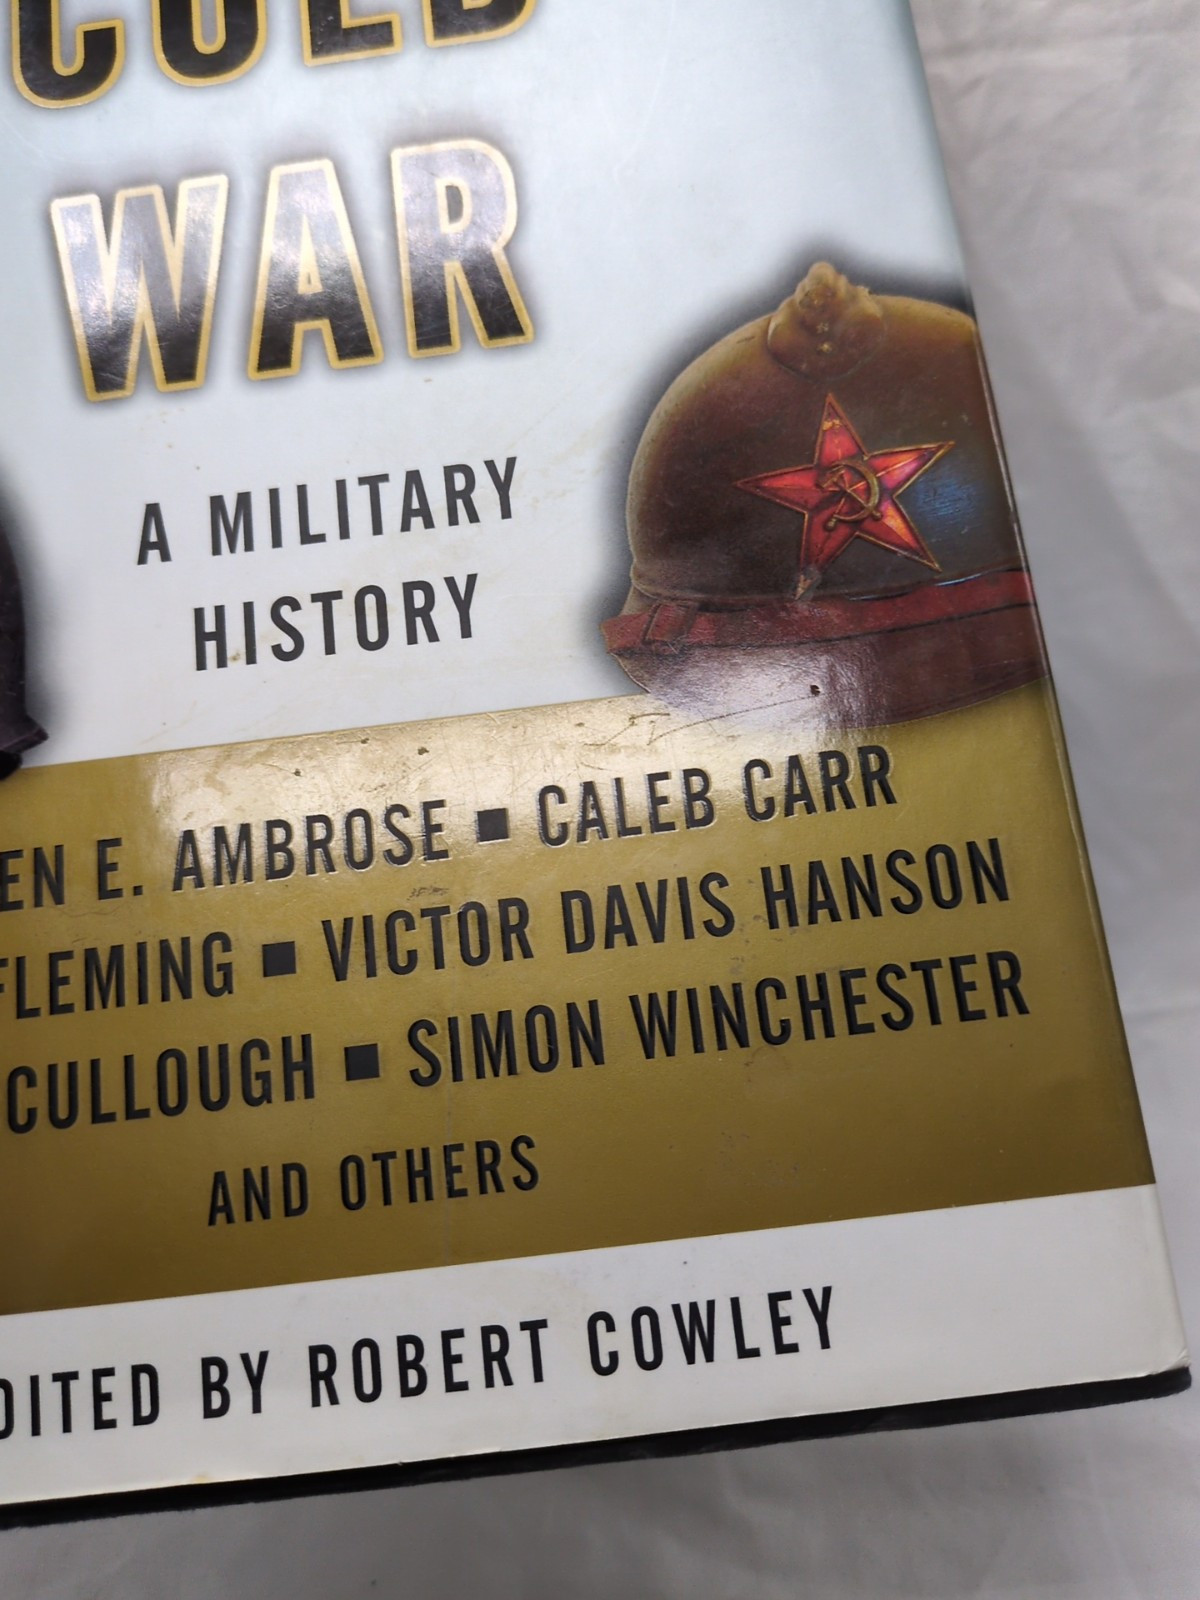 COLD
WAR
A MILITARY
HISTORY
EN E. AMBROSE ■ CALEB CARR
FLEMING ■ VICTOR DAVIS HANSON
CULLOUGH ■ SIMON WINCHESTER
AND OTHERS
DITED BY ROBERT COWLEY